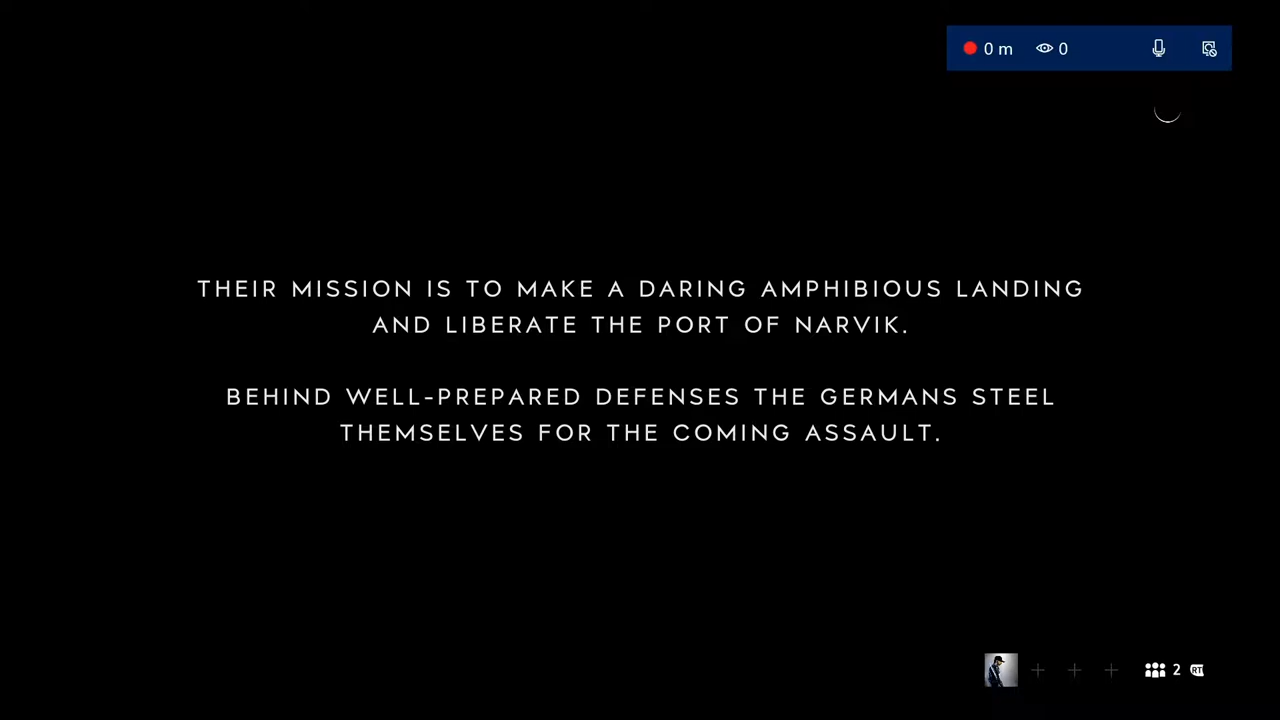 0 m 0
THEIR MISSION IS TO MAKE A DARING AMPHIBIOUS LANDING
AND LIBERATE THE PORT OF NARVIK.
BEHIND WELL-PREPARED DEFENSES THE GERMANS STEEL
THEMSELVES FOR THE COMING ASSAULT.
2 RT